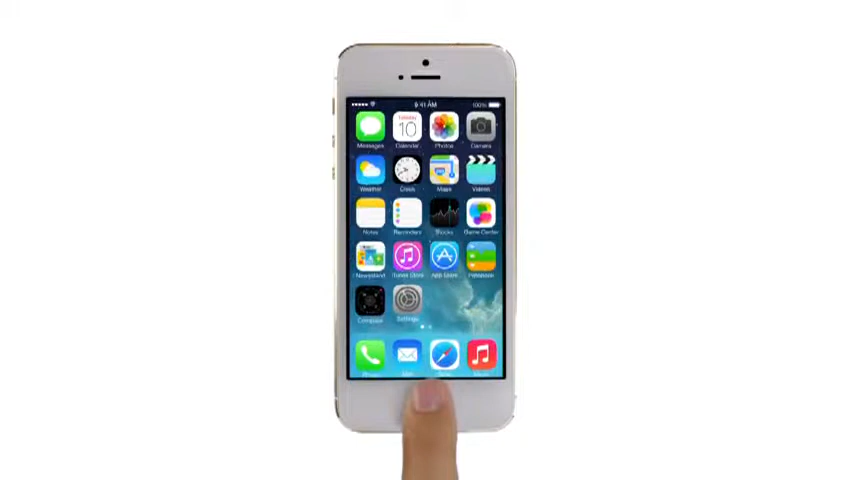 9:41 AM 100%
Tuesday
10
Messages Calendar Photos Camera
Weather Clock Maps Videos
Notes Reminders Stocks Game Center
Newsstand iTunes Store App Store Passbook
Compass Settings